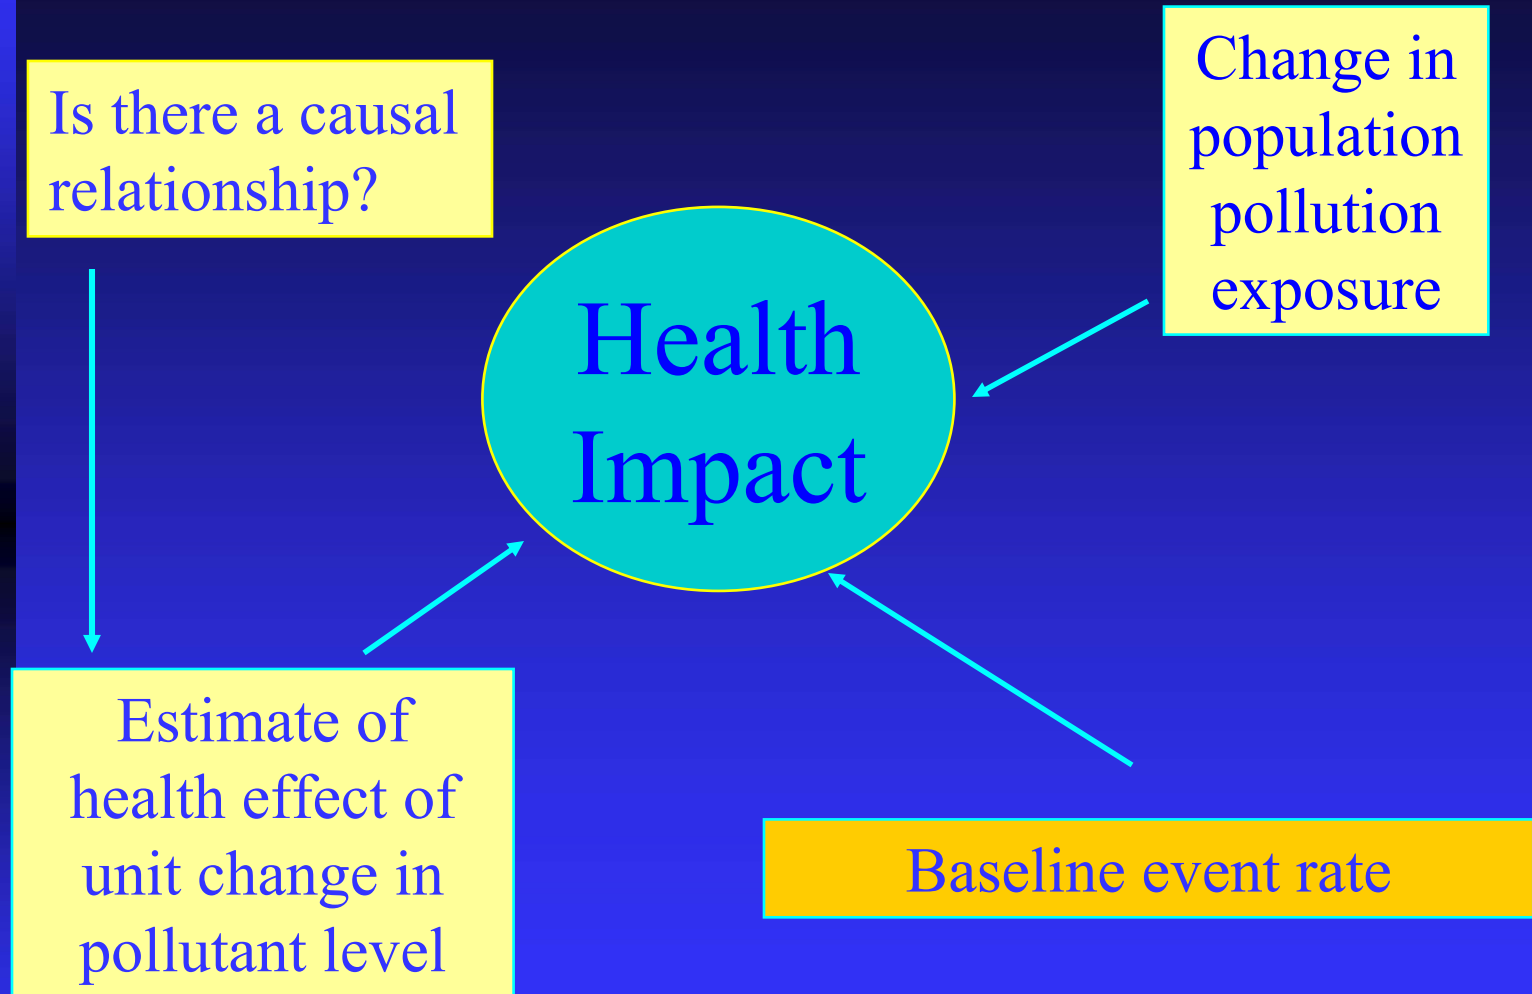 Is there a causal
relationship?
Change in
population
pollution
exposure
Health
Impact
Estimate of
health effect of
unit change in
pollutant level
Baseline event rate